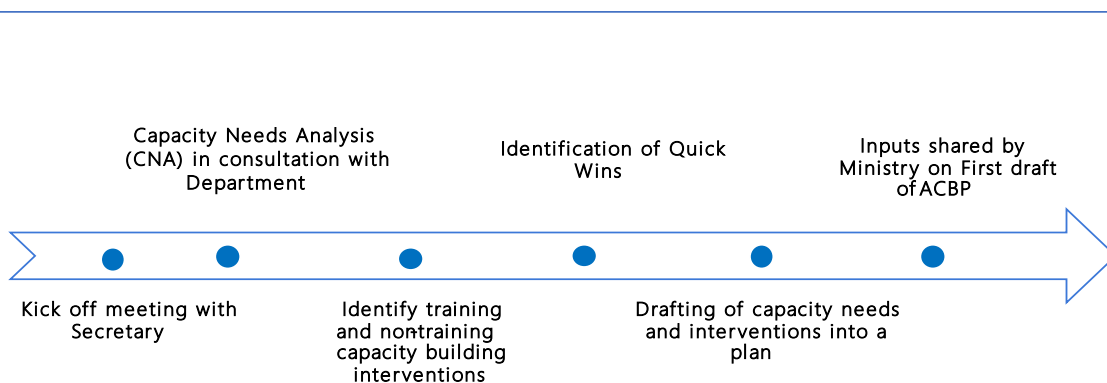 Capacity Needs Analysis
(CNA) in consultation with
Department
Identification of Quick
Wins
Inputs shared by
Ministry on First draft
of ACBP
Kick off meeting with
Secretary
Identify training
and non-training
capacity building
interventions
Drafting of capacity needs
and interventions into a
plan